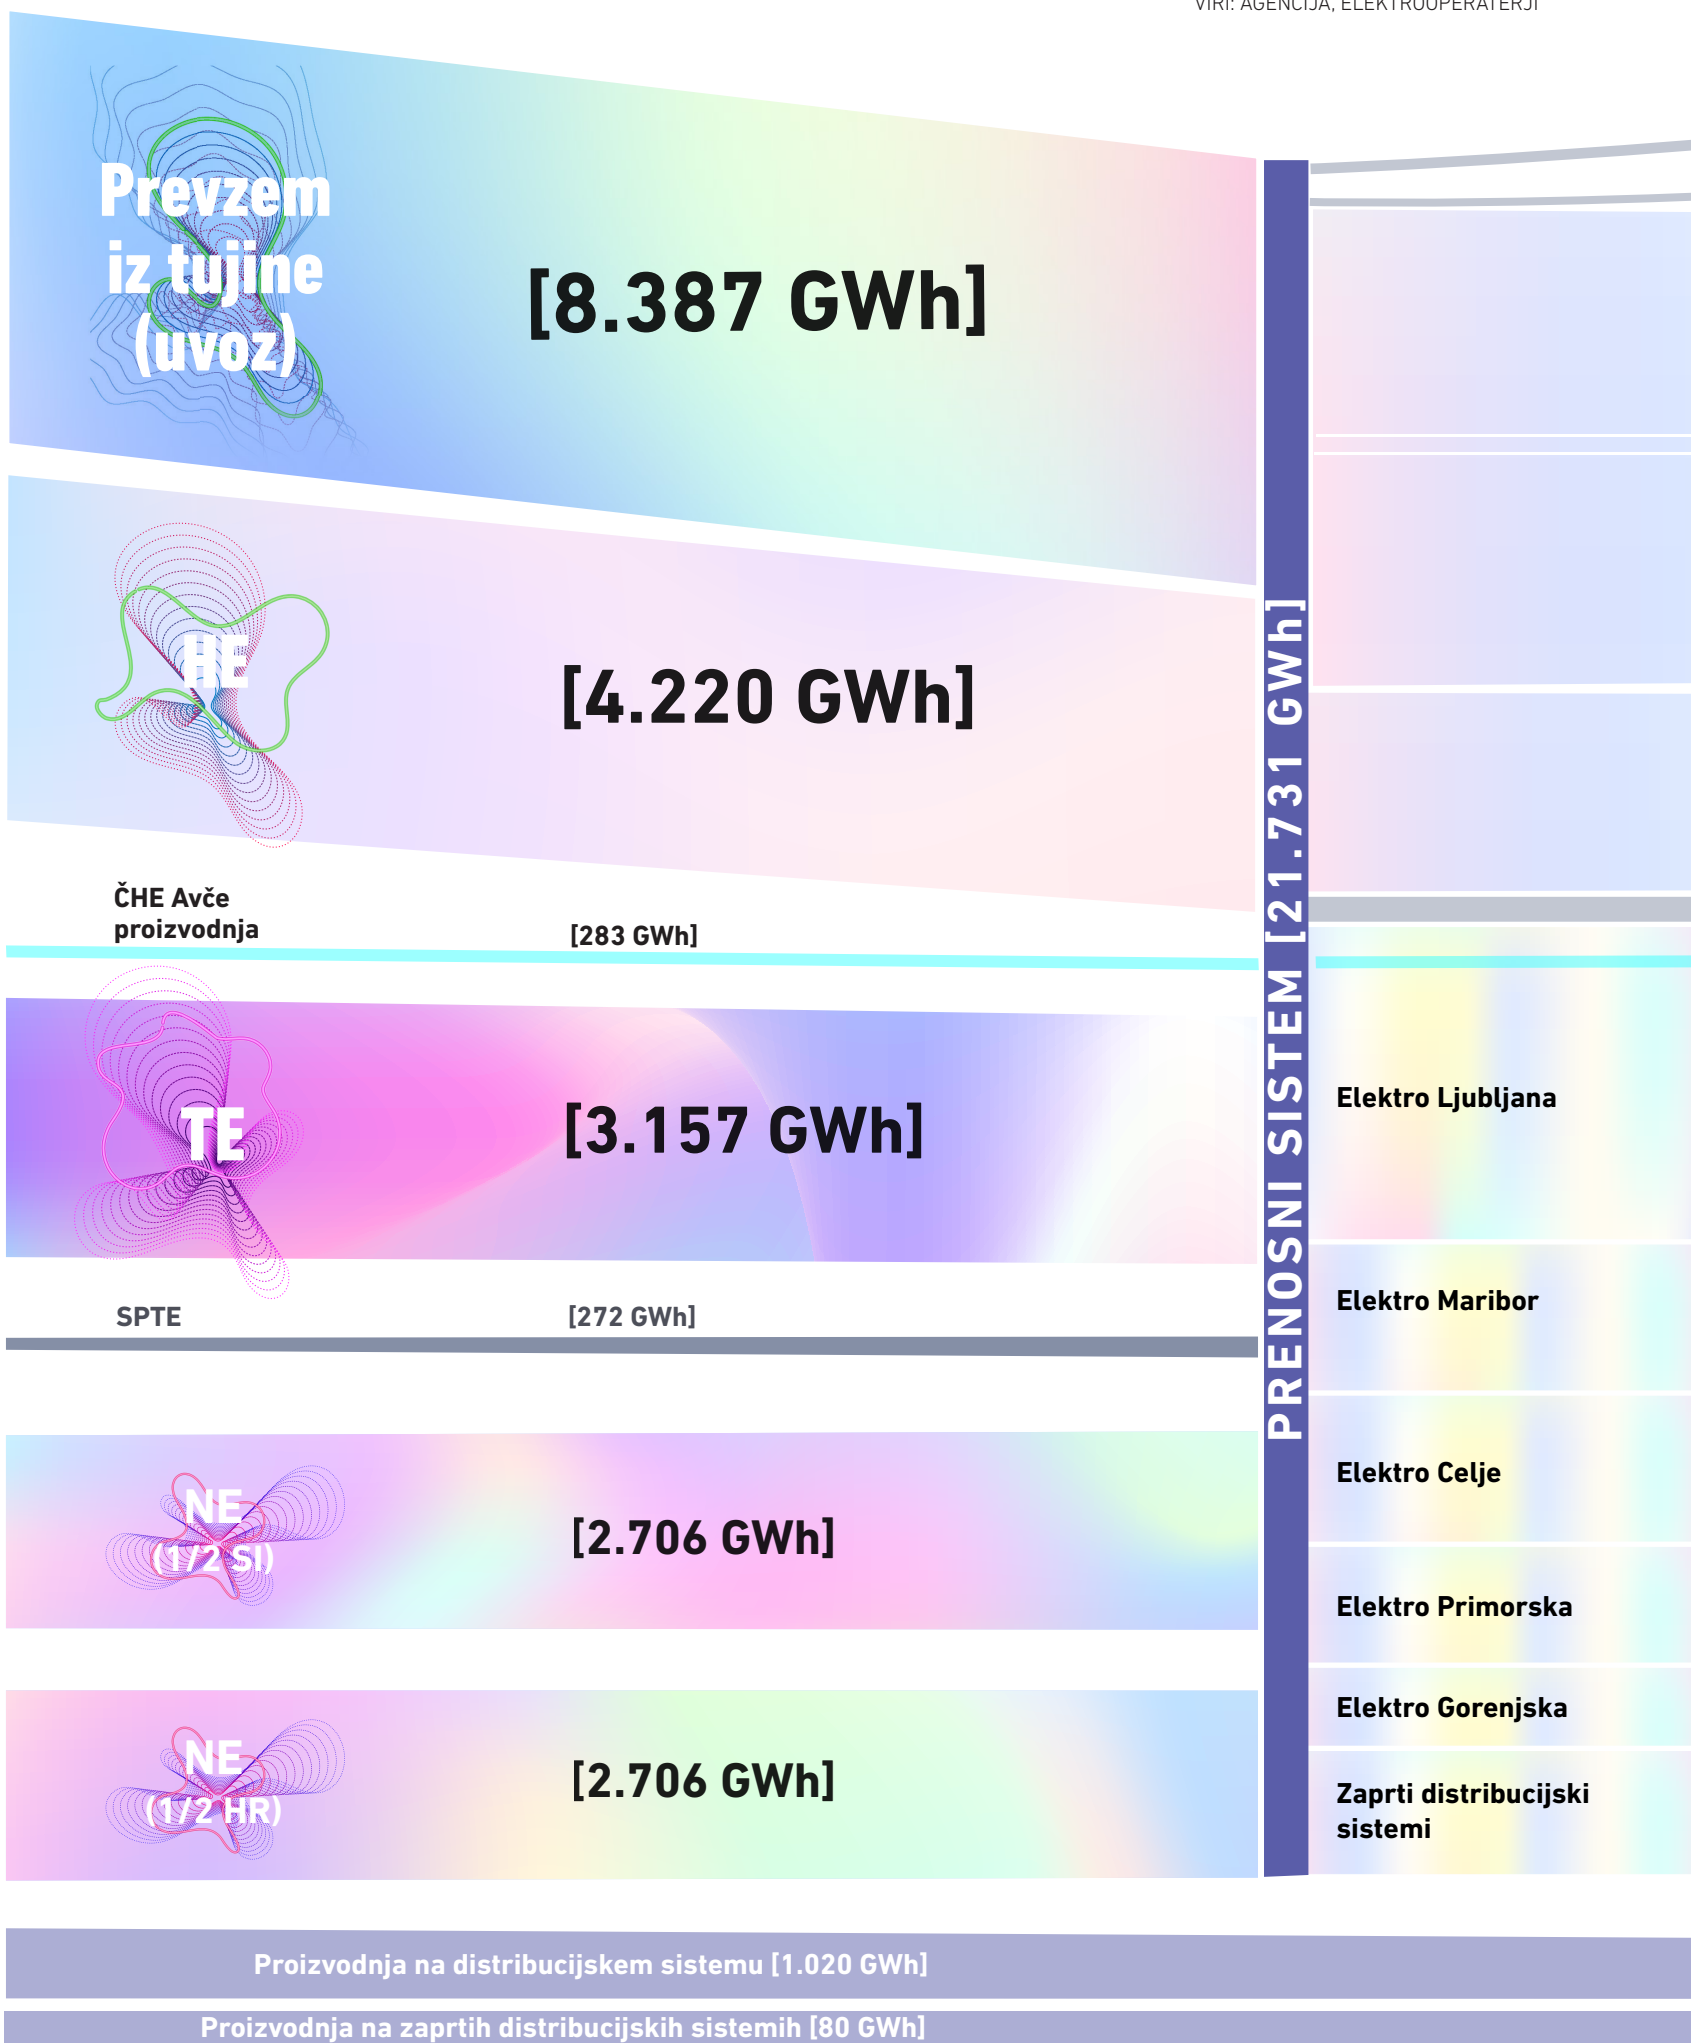 VIRI: AGENCIJA, ELEKTROOPERATERJI
Prevzem
iz tujine
(uvoz)
[8.387 GWh]
HE
[4.220 GWh]
ČHE Avče
proizvodnja
[283 GWh]
TE
[3.157 GWh]
SPTE
[272 GWh]
NE
(1/2 SI)
[2.706 GWh]
NE
(1/2 HR)
[2.706 GWh]
PRENOSNI SISTEM [21.731 GWh]
Elektro Ljubljana
Elektro Maribor
Elektro Celje
Elektro Primorska
Elektro Gorenjska
Zaprti distribucijski
sistemi
Proizvodnja na distribucijskem sistemu [1.020 GWh]
Proizvodnja na zaprtih distribucijskih sistemih [80 GWh]